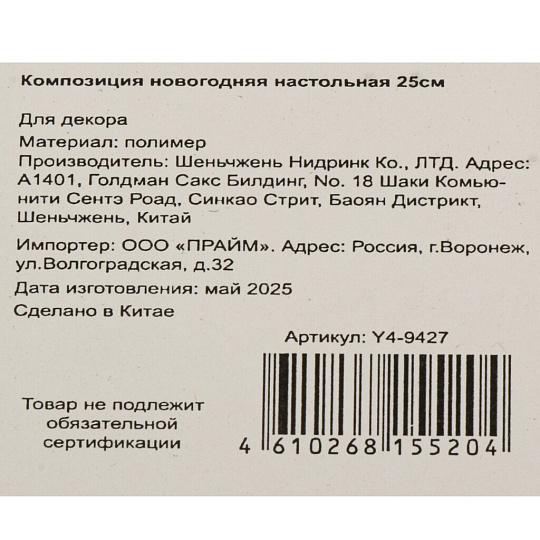 Композиция новогодняя настольная 25см
Для декора
Материал: полимер
Производитель: Шеньчжень Нидринк Ко., ЛТД. Адрес:
А1401, Голдман Сакс Билдинг, No. 18 Шаки Комью-
нити Сентэ Роад, Синкао Стрит, Баоян Дистрикт,
Шеньчжень, Китай
Импортер: ООО «ПРАЙМ». Адрес: Россия, г.Воронеж,
ул.Волгоградская, д.32
Дата изготовления: май 2025
Сделано в Китае
Артикул: Y4-9427
Товар не подлежит
обязательной
сертификации
4 610268 155204